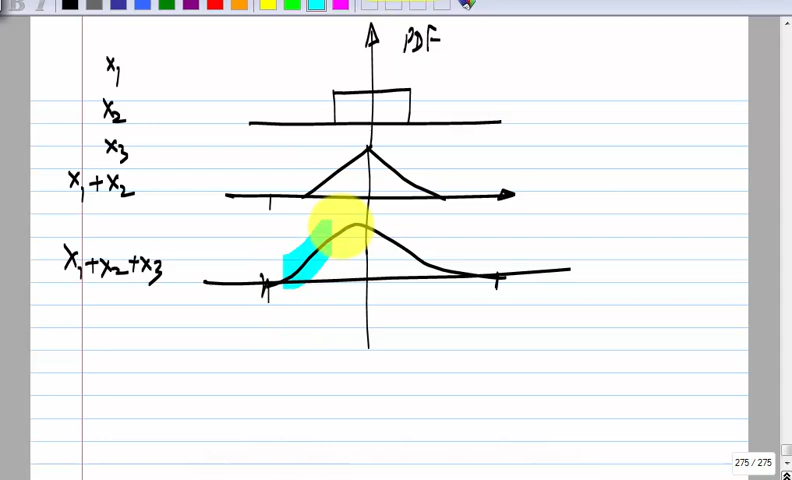 PDF
x₁
x₂
x₃
x₁ + x₂
x₁ + x₂ + x₃
275 / 275